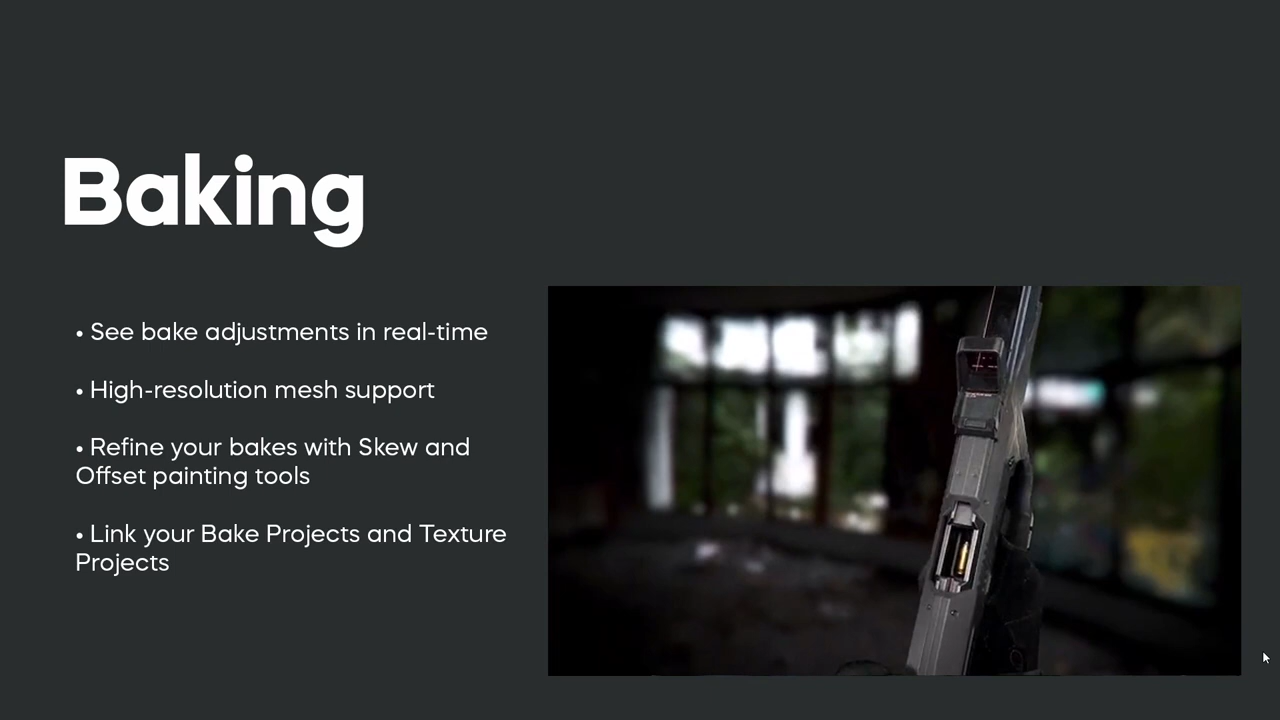 Baking
• See bake adjustments in real-time
• High-resolution mesh support
• Refine your bakes with Skew and
Offset painting tools
• Link your Bake Projects and Texture
Projects